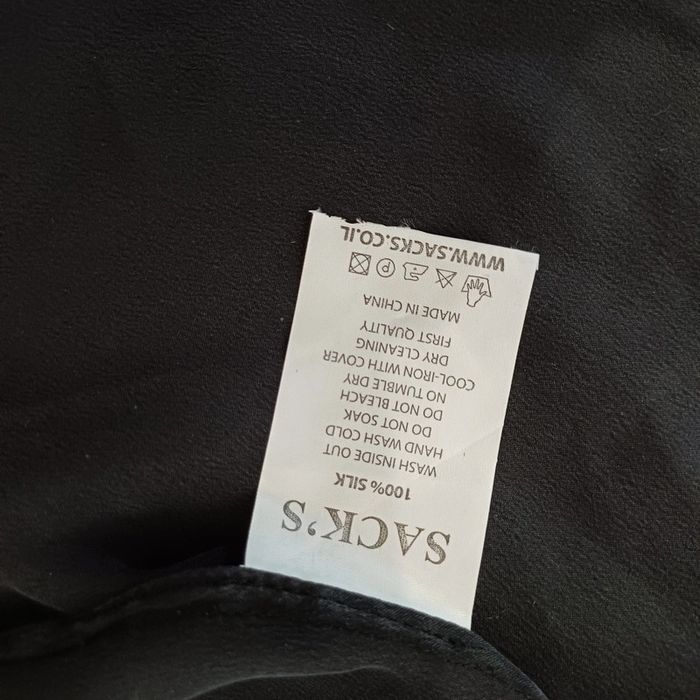 SACK'S
100% SILK
WASH INSIDE OUT
HAND WASH COLD
DO NOT SOAK
DO NOT BLEACH
NO TUMBLE DRY
COOL-IRON WITH COVER
DRY CLEANING
FIRST QUALITY
MADE IN CHINA
P
WWW.SACKS.CO.IL